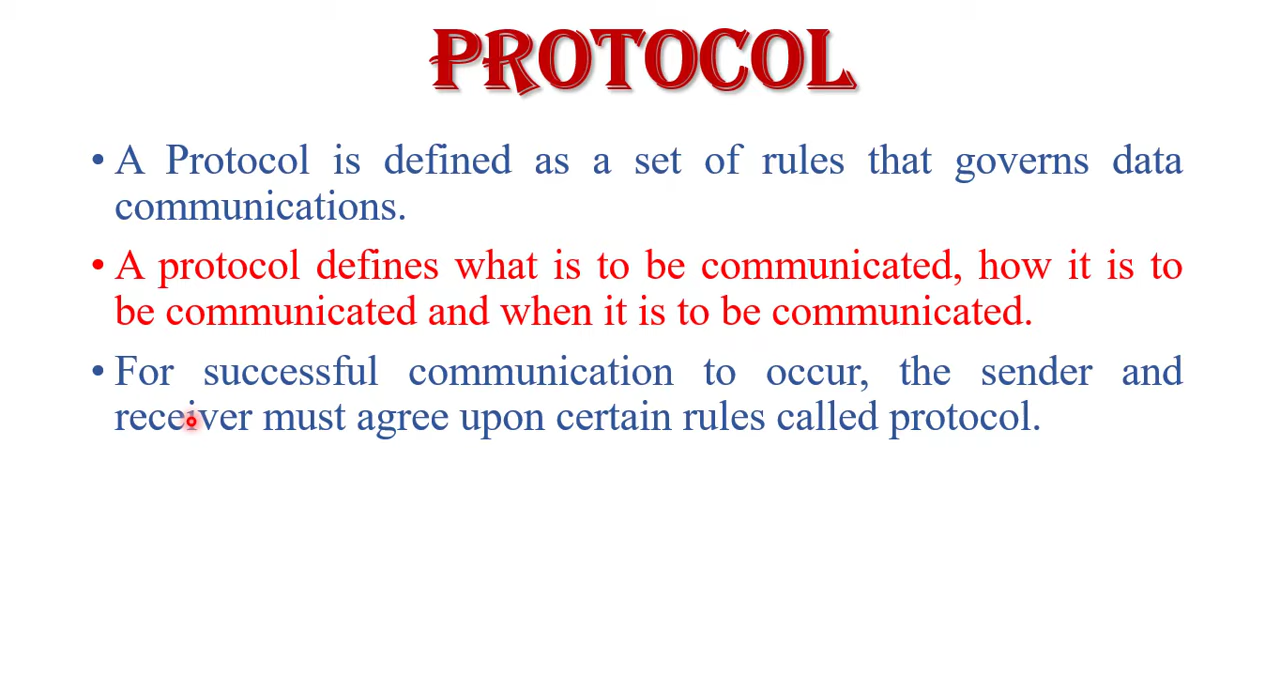 PROTOCOL
• A Protocol is defined as a set of rules that governs data
communications.
• A protocol defines what is to be communicated, how it is to
be communicated and when it is to be communicated.
• For successful communication to occur, the sender and
receiver must agree upon certain rules called protocol.